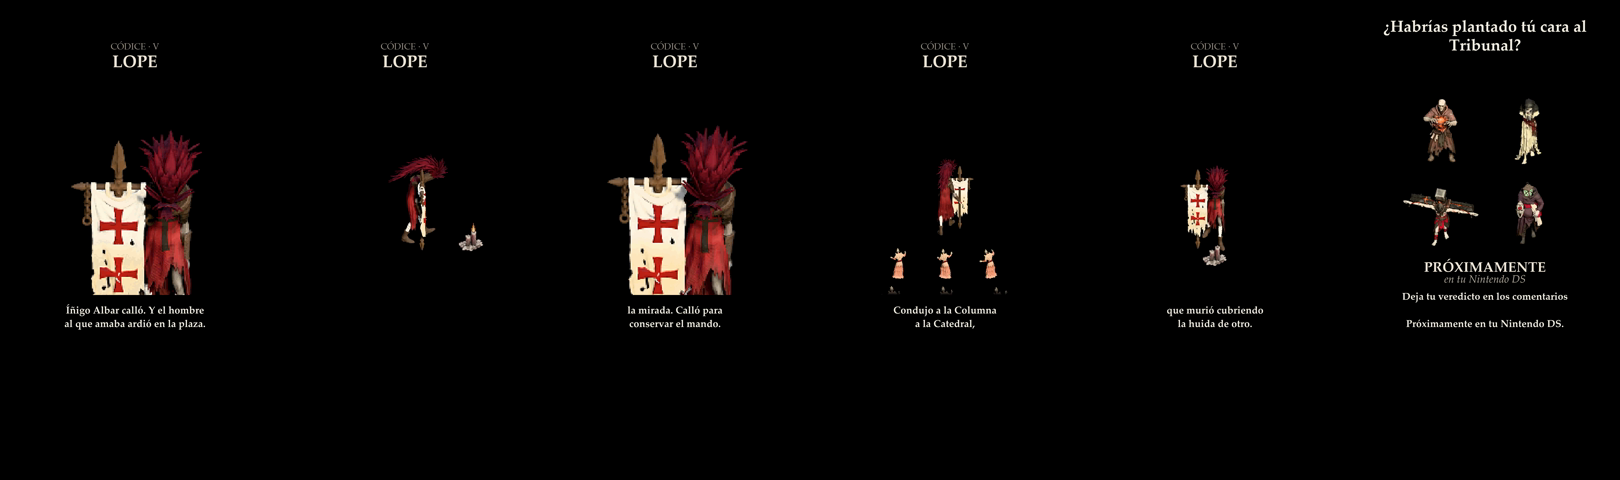 CÓDICE · V
LOPE
Íñigo Albar calló. Y el hombre
al que amaba ardió en la plaza.
CÓDICE · V
LOPE
CÓDICE · V
LOPE
la mirada. Calló para
conservar el mando.
CÓDICE · V
LOPE
Condujo a la Columna
a la Catedral,
CÓDICE · V
LOPE
que murió cubriendo
la huida de otro.
¿Habrías plantado tú cara al
Tribunal?
PRÓXIMAMENTE
en tu Nintendo DS
Deja tu veredicto en los comentarios
Próximamente en tu Nintendo DS.